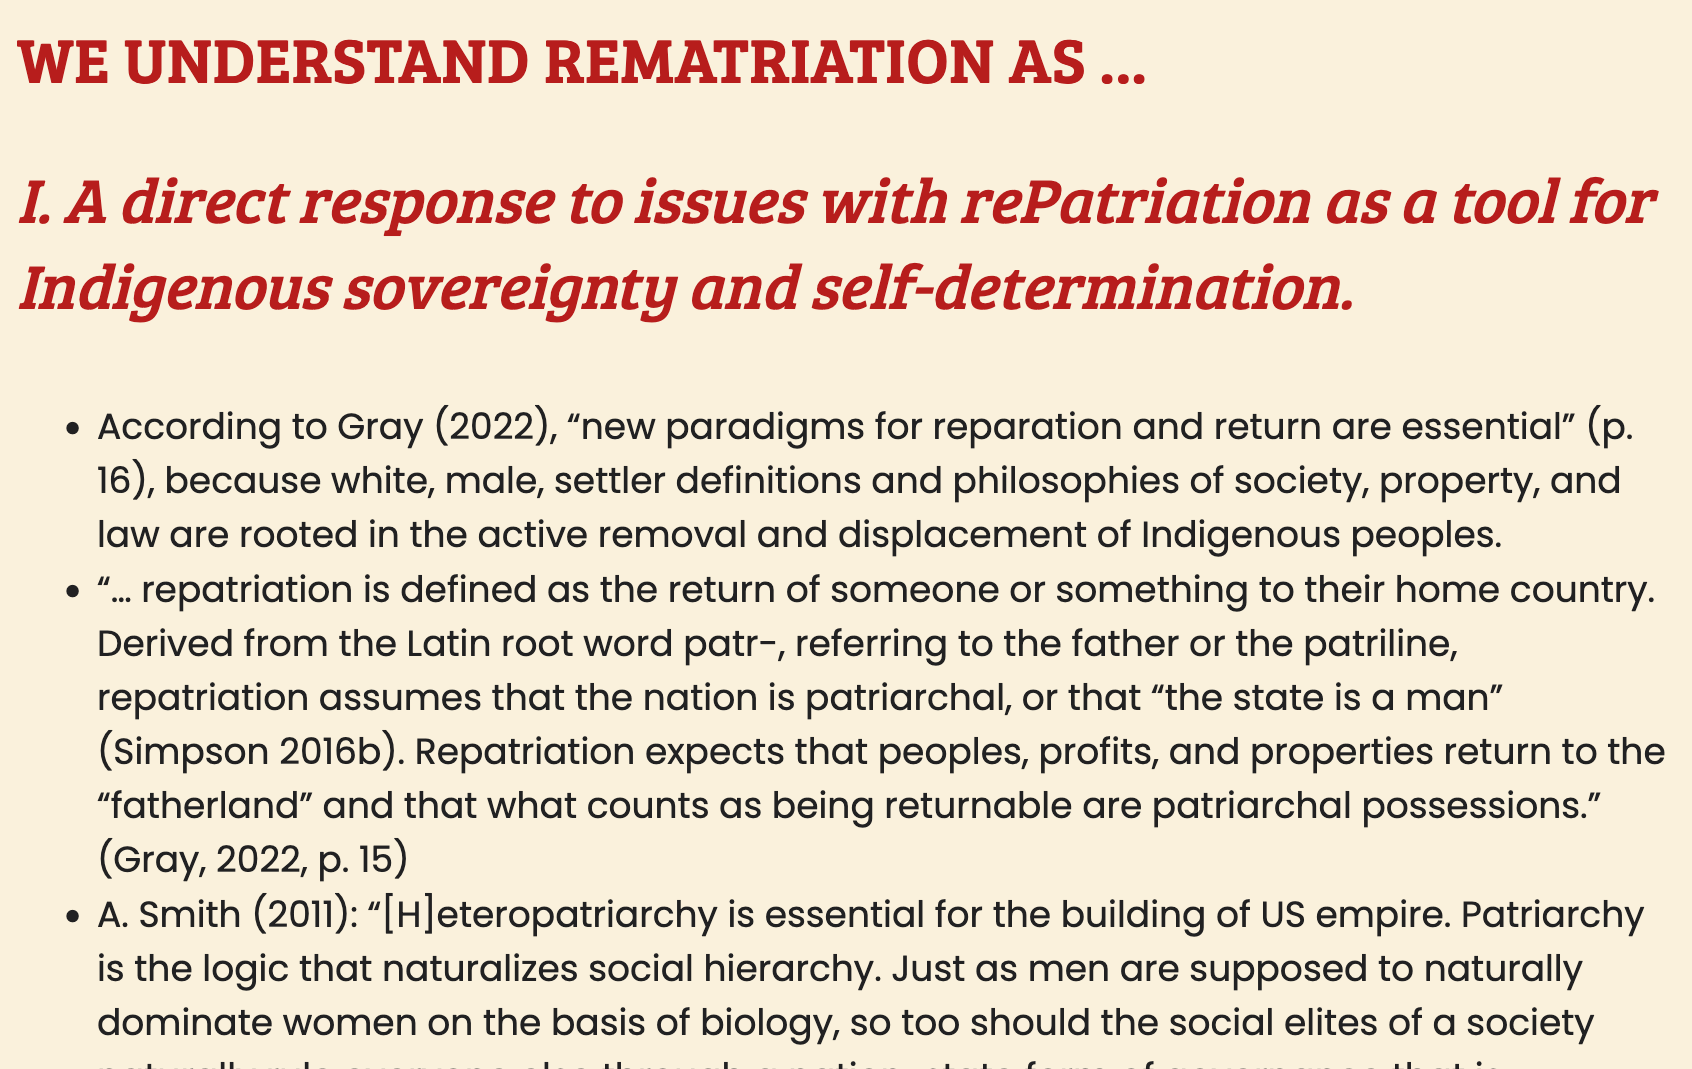 WE UNDERSTAND REMATRIATION AS ...
I. A direct response to issues with rePatriation as a tool for
Indigenous sovereignty and self-determination.
• According to Gray (2022), “new paradigms for reparation and return are essential” (p.
16), because white, male, settler definitions and philosophies of society, property, and
law are rooted in the active removal and displacement of Indigenous peoples.
• “... repatriation is defined as the return of someone or something to their home country.
Derived from the Latin root word patr-, referring to the father or the patriline,
repatriation assumes that the nation is patriarchal, or that “the state is a man”
(Simpson 2016b). Repatriation expects that peoples, profits, and properties return to the
“fatherland” and that what counts as being returnable are patriarchal possessions.”
(Gray, 2022, p. 15)
• A. Smith (2011): “[H]eteropatriarchy is essential for the building of US empire. Patriarchy
is the logic that naturalizes social hierarchy. Just as men are supposed to naturally
dominate women on the basis of biology, so too should the social elites of a society